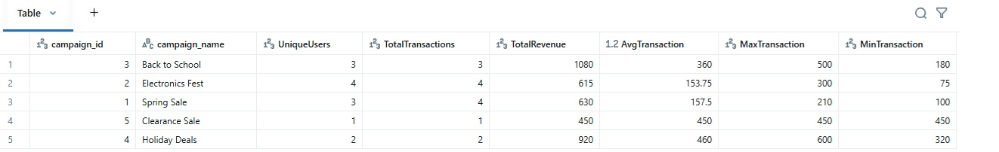 Table
campaign_id campaign_name UniqueUsers TotalTransactions TotalRevenue AvgTransaction MaxTransaction MinTransaction
1 3 Back to School 3 3 1080 360 500 180
2 2 Electronics Fest 4 4 615 153.75 300 75
3 1 Spring Sale 3 4 630 157.5 210 100
4 5 Clearance Sale 1 1 450 450 450 450
5 4 Holiday Deals 2 2 920 460 600 320